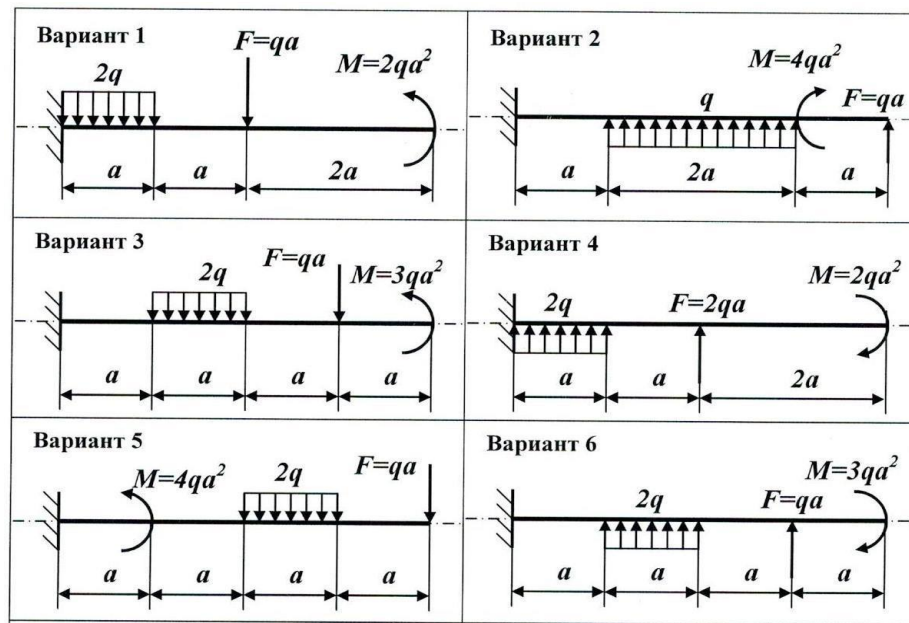 Вариант 1
F=qa
M=2qa²
2q
a
a
2a
Вариант 2
M=4qa²
q
F=qa
a
2a
a
Вариант 3
F=qa
M=3qa²
2q
a
a
a
a
Вариант 4
M=2qa²
2q
F=2qa
a
a
2a
Вариант 5
M=4qa²
2q
F=qa
a
a
a
a
Вариант 6
M=3qa²
2q
F=qa
a
a
a
a